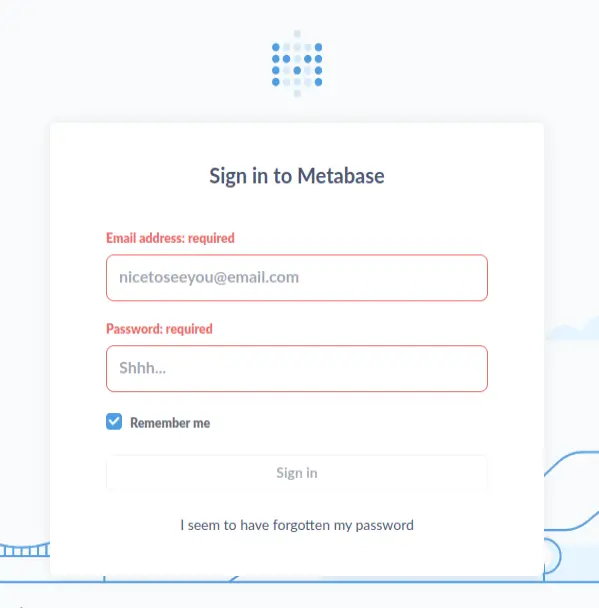 Sign in to Metabase
Email address: required
nicetoseeyou@email.com
Password: required
Shhh...
Remember me
Sign in
I seem to have forgotten my password